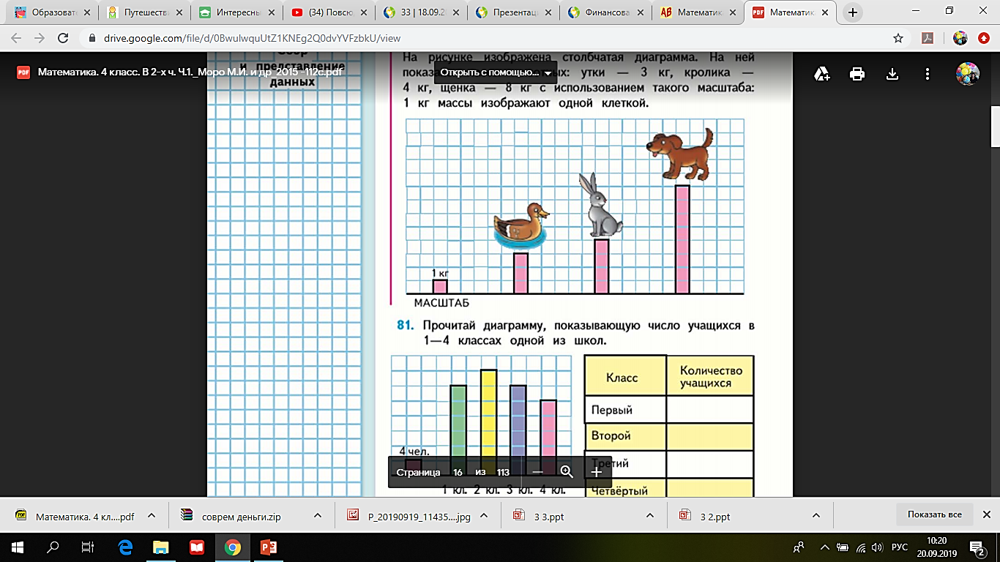 Образоват
Путешеств
Интересны
(34) Повсю
33 | 18.09.2
Презентац
Финансова
Математик
Математик
drive.google.com/file/d/0BwulwquUtZ1KNEg2Q0dvYVFzbkU/view
и представление
данных
Математика. 4 класс. В 2-х ч. Ч.1._Моро М.И. и др_2015 -112с.pdf
Открыть с помощью...
На рисунке изображена столбчатая диаграмма. На ней
утки — 3 кг, кролика —
4 кг, щенка — 8 кг с использованием такого масштаба:
1 кг массы изображают одной клеткой.
1 кг
МАСШТАБ
81. Прочитай диаграмму, показывающую число учащихся в
1—4 классах одной из школ.
4 чел.
1 кл. 2 кл. 3 кл. 4 кл.
Класс
Количество
учащихся
Первый
Второй
Третий
Четвёртый
Страница 16 из 113
Математика. 4 кл....pdf
соврем деньги.zip
P_20190919_11435....jpg
3 3.ppt
3 2.ppt
Показать все
РУС
10:20
20.09.2019
2